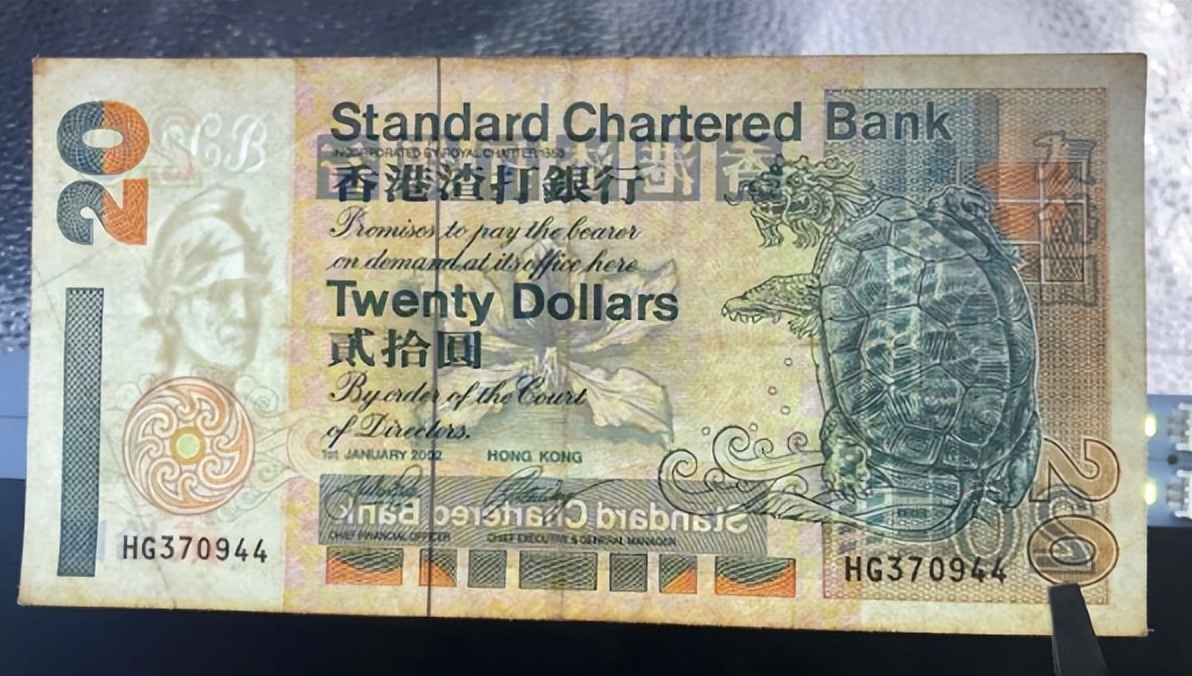 20
Standard Chartered Bank
INCORPORATED BY ROYAL CHARTER 1853
香港渣打銀行
Promises to pay the bearer
on demand at its office here
Twenty Dollars
貳拾圓
By order of the Court
of Directors.
1st JANUARY 2002 HONG KONG
Standard Chartered Bank
CHIEF FINANCIAL OFFICER CHIEF EXECUTIVE & GENERAL MANAGER
HG370944
HG370944
20